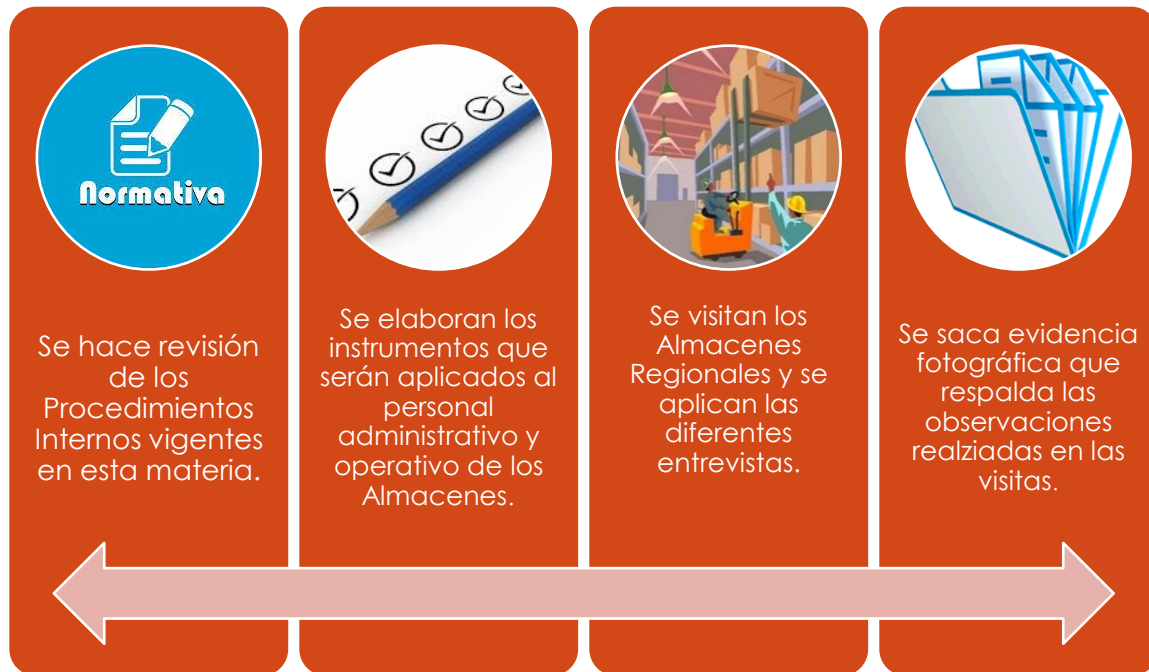 Normativa
Se hace revisión
de los
Procedimientos
Internos vigentes
en esta materia.
Se elaboran los
instrumentos que
serán aplicados al
personal
administrativo y
operativo de los
Almacenes.
Se visitan los
Almacenes
Regionales y se
aplican las
diferentes
entrevistas.
Se saca evidencia
fotográfica que
respalda las
observaciones
realziadas en las
visitas.